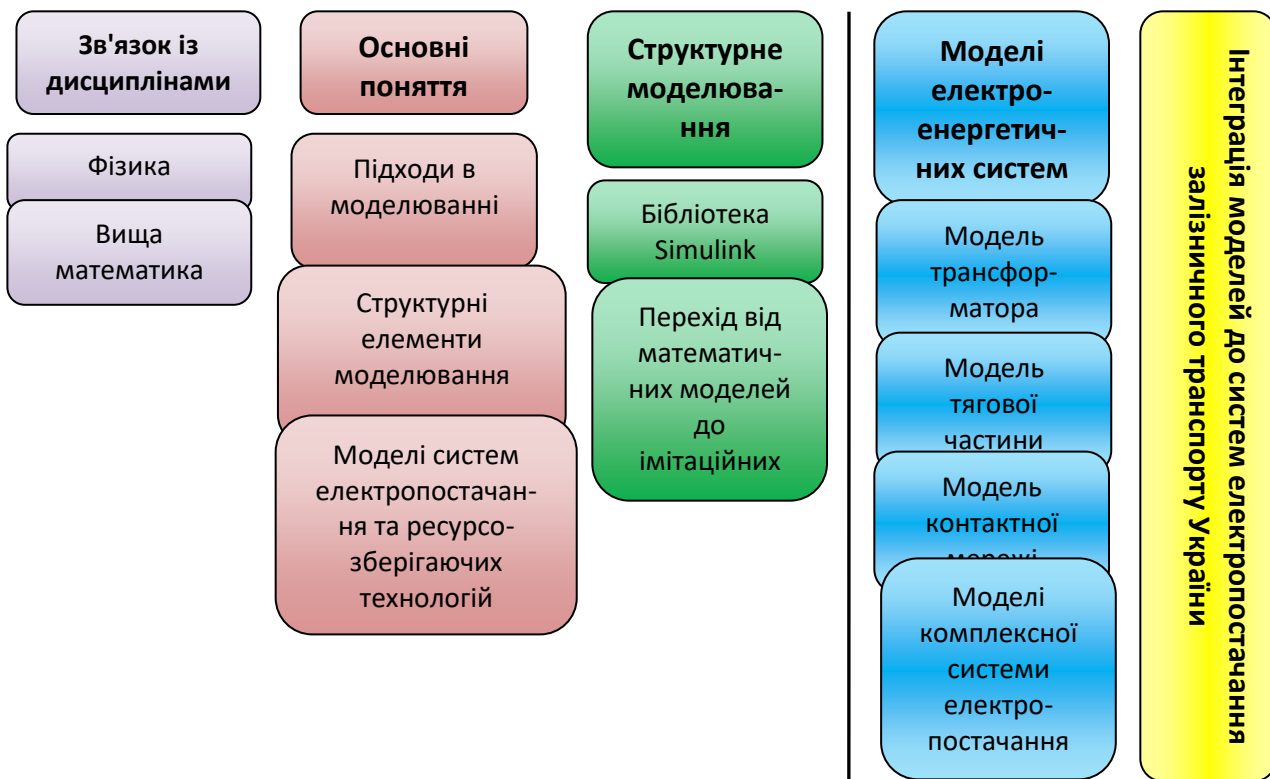 Зв'язок із
дисциплінами
Фізика
Вища
математика
Основні
поняття
Підходи в
моделюванні
Структурні
елементи
моделювання
Моделі систем
електропостачан-
ня та ресурсо-
зберігаючих
технологій
Структурне
моделюва-
ння
Бібліотека
Simulink
Перехід від
математич-
них моделей
до
імітаційних
Моделі
електро-
енергетич-
них систем
Модель
трансфор-
матора
Модель
тягової
частини
Модель
контактної
мережі
Моделі
комплексної
системи
електро-
постачання
Інтеграція моделей до систем електропостачання
залізничного транспорту України